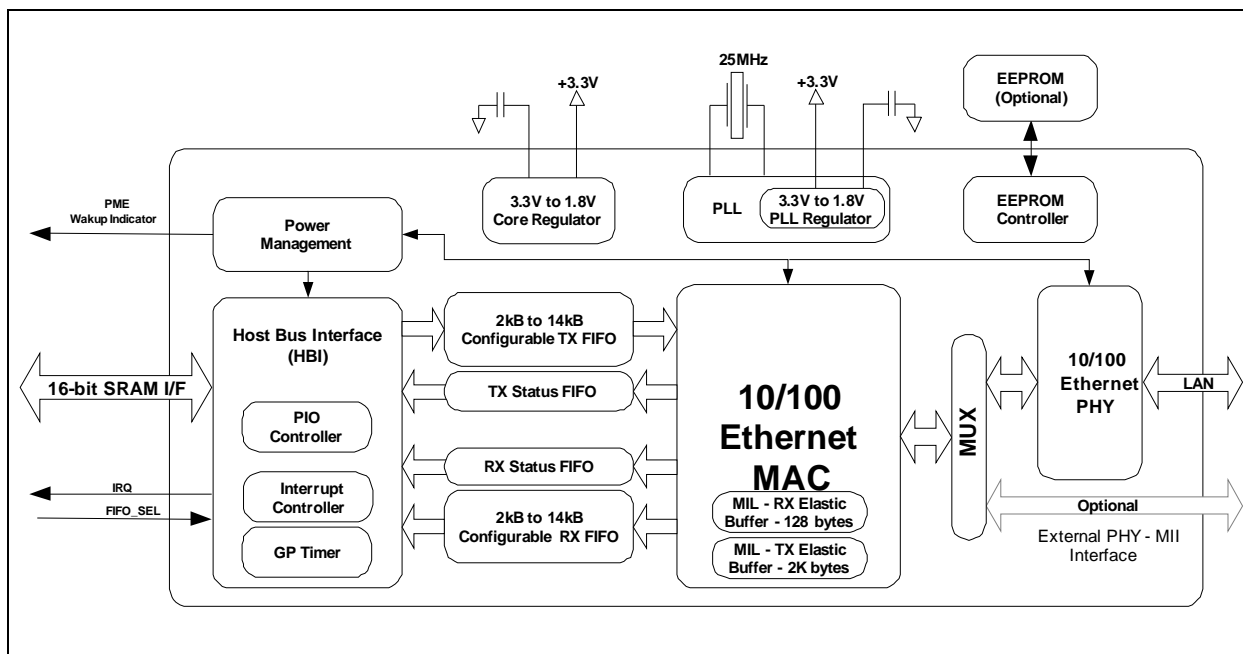 25MHz
+3.3V
+3.3V
EEPROM
(Optional)
3.3V to 1.8V
Core Regulator
PLL
3.3V to 1.8V
PLL Regulator
EEPROM
Controller
PME
Wakup Indicator
Power
Management
Host Bus Interface
(HBI)
2kB to 14kB
Configurable TX FIFO
16-bit SRAM I/F
TX Status FIFO
PIO
Controller
RX Status FIFO
IRQ
FIFO_SEL
Interrupt
Controller
2kB to 14kB
Configurable RX FIFO
GP Timer
10/100
Ethernet
MAC
MIL - RX Elastic
Buffer - 128 bytes
MIL - TX Elastic
Buffer - 2K bytes
MUX
10/100
Ethernet
PHY
LAN
Optional
External PHY - MII
Interface